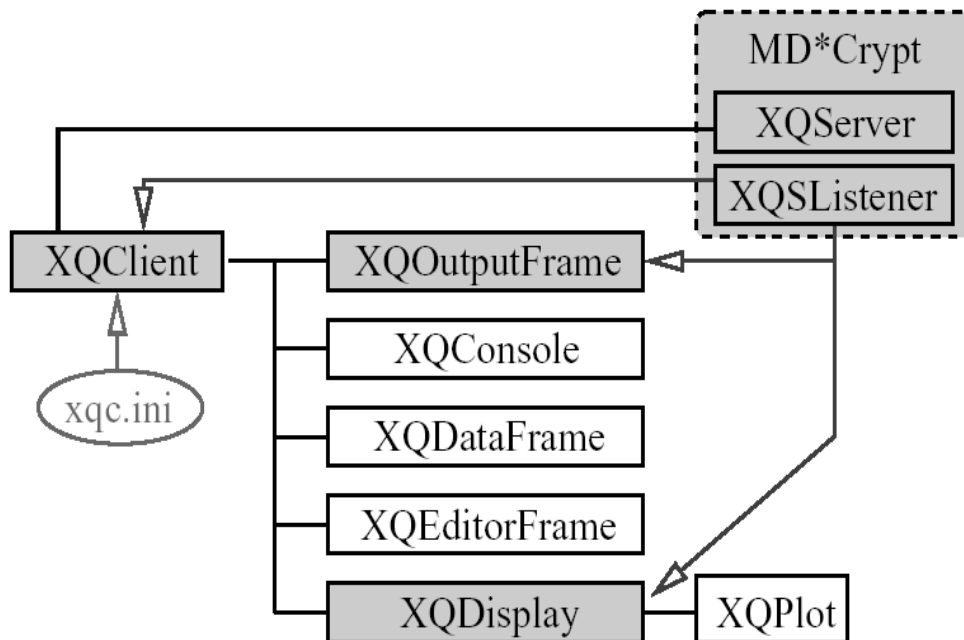 MD*Crypt
XQServer
XQSListener
XQClient
XQOutputFrame
XQConsole
xqc.ini
XQDataFrame
XQEditorFrame
XQDisplay
XQPlot